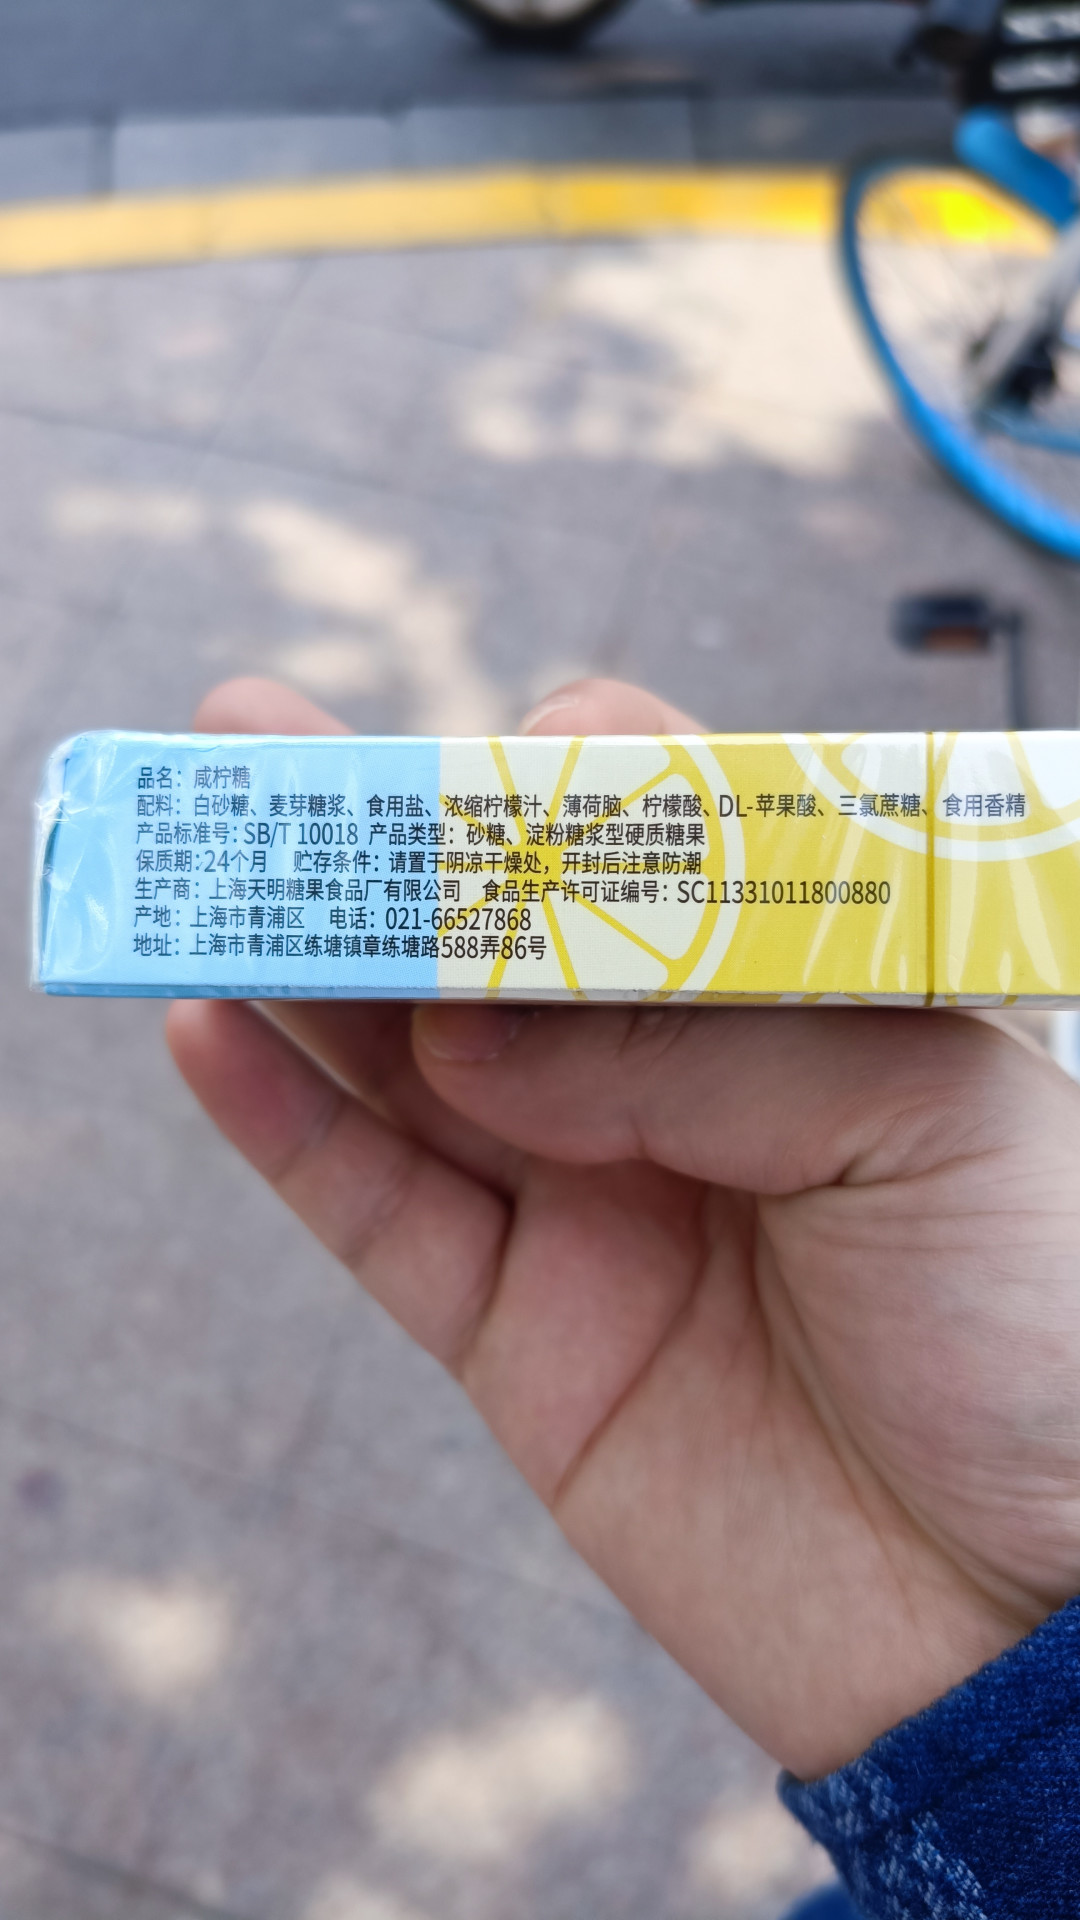 品名：咸柠糖
配料：白砂糖、麦芽糖浆、食用盐、浓缩柠檬汁、薄荷脑、柠檬酸、DL-苹果酸、三氯蔗糖、食用香精
产品标准号：SB/T 10018 产品类型：砂糖、淀粉糖浆型硬质糖果
保质期：24个月 贮存条件：请置于阴凉干燥处，开封后注意防潮
生产商：上海天明糖果食品厂有限公司 食品生产许可证编号：SC11331011800880
产地：上海市青浦区 电话：021-66527868
地址：上海市青浦区练塘镇章练塘路588弄86号